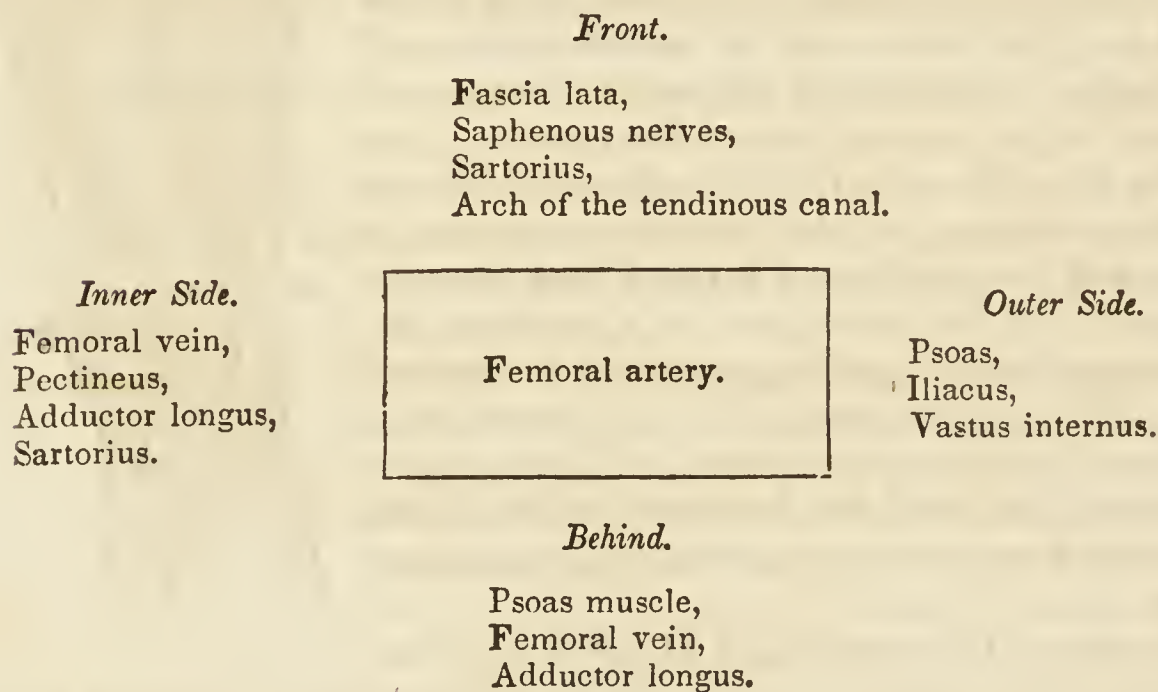 Front.
Fascia lata,
Saphenous nerves,
Sartorius,
Arch of the tendinous canal.
Inner Side.
Femoral vein,
Pectineus,
Adductor longus,
Sartorius.
Femoral artery.
Outer Side.
Psoas,
Iliacus,
Vastus internus.
Behind.
Psoas muscle,
Femoral vein,
Adductor longus.